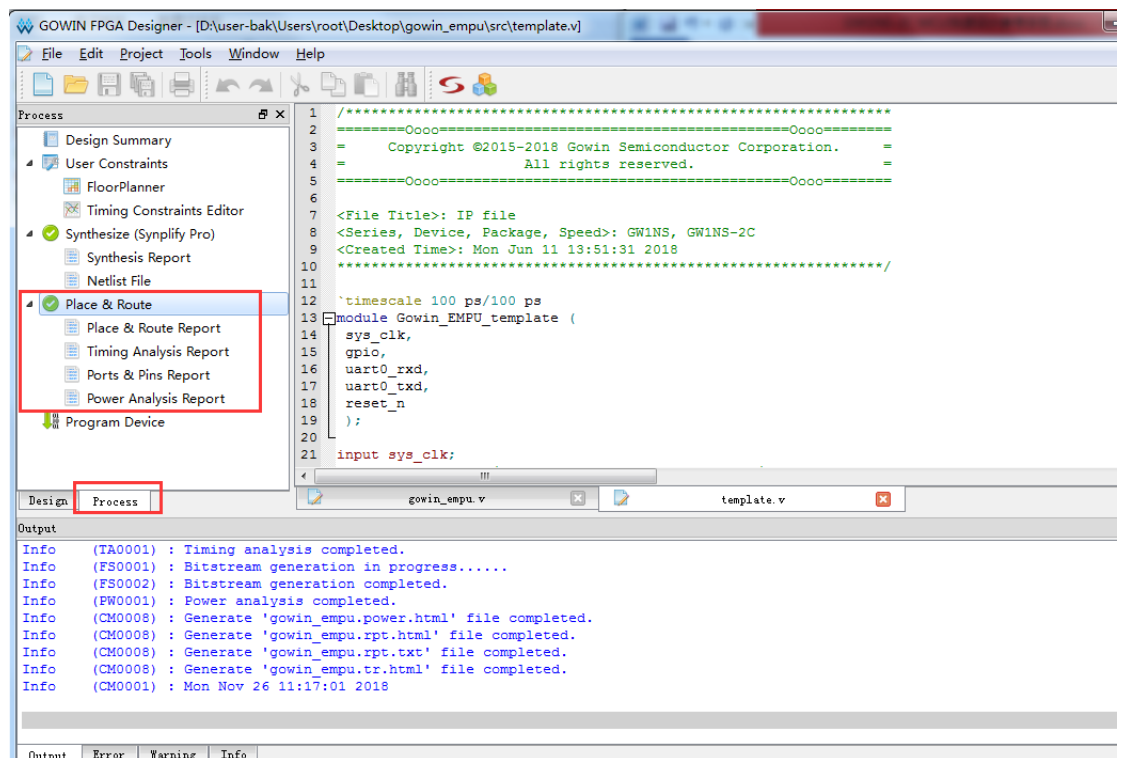 GOWIN FPGA Designer - [D:\user-bak\Users\root\Desktop\gowin_empu\src\template.v]
File Edit Project Tools Window Help
Process
Design Summary
User Constraints
FloorPlanner
Timing Constraints Editor
Synthesize (Synplify Pro)
Synthesis Report
Netlist File
Place & Route
Place & Route Report
Timing Analysis Report
Ports & Pins Report
Power Analysis Report
Program Device
Design Process
1 /***************************************************************
2 ========Oooo=========================================Oooo========
3 = Copyright ©2015-2018 Gowin Semiconductor Corporation. =
4 = All rights reserved. =
5 ========Oooo=========================================Oooo========
6
7 <File Title>: IP file
8 <Series, Device, Package, Speed>: GW1NS, GW1NS-2C
9 <Created Time>: Mon Jun 11 13:51:31 2018
10 ***************************************************************/
11
12 `timescale 100 ps/100 ps
13 module Gowin_EMPU_template (
14 sys_clk,
15 gpio,
16 uart0_rxd,
17 uart0_txd,
18 reset_n
19 );
20
21 input sys_clk;
gowin_empu.v template.v
Output
Info (TA0001) : Timing analysis completed.
Info (FS0001) : Bitstream generation in progress......
Info (FS0002) : Bitstream generation completed.
Info (PW0001) : Power analysis completed.
Info (CM0008) : Generate 'gowin_empu.power.html' file completed.
Info (CM0008) : Generate 'gowin_empu.rpt.html' file completed.
Info (CM0008) : Generate 'gowin_empu.rpt.txt' file completed.
Info (CM0008) : Generate 'gowin_empu.tr.html' file completed.
Info (CM0001) : Mon Nov 26 11:17:01 2018
Output Error Warning Info